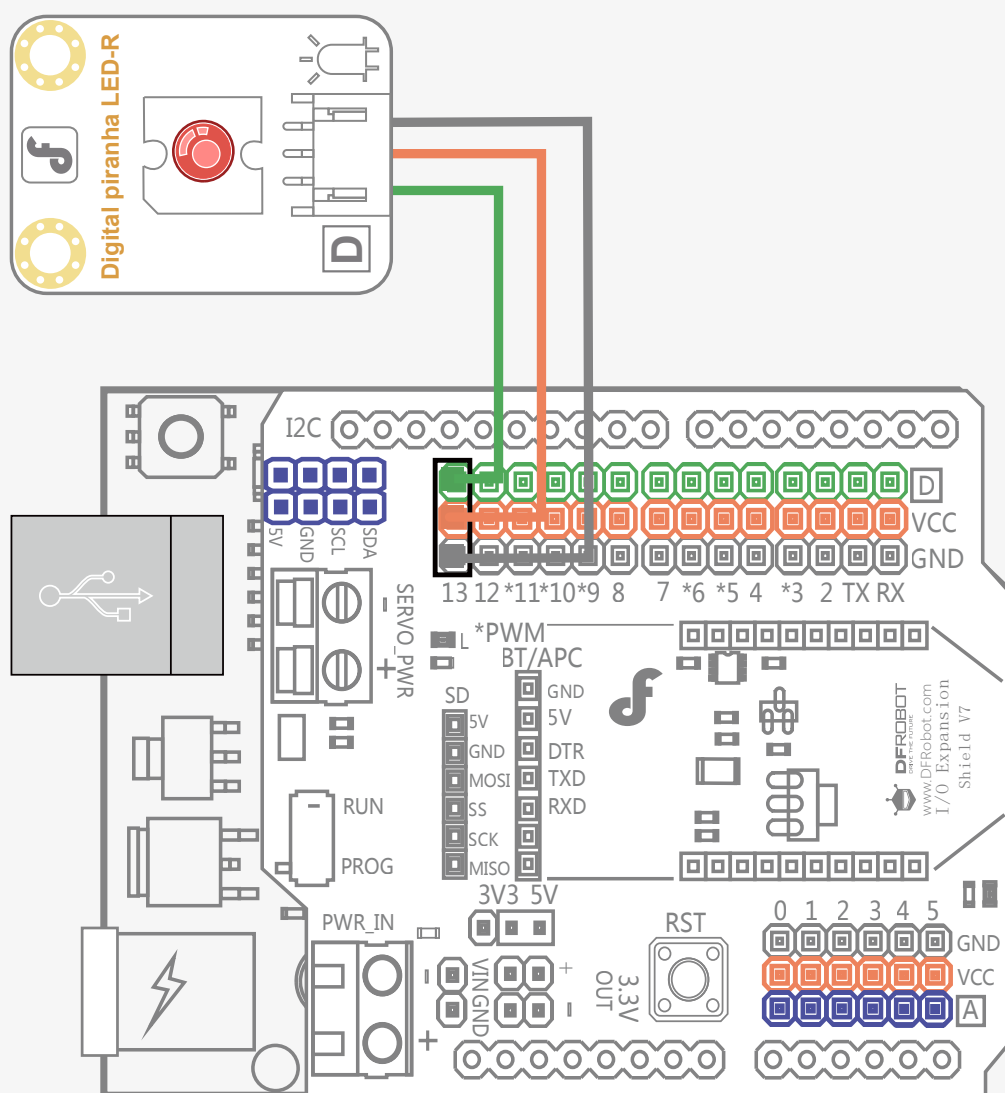 Digital piranha LED-R
D
I2C
5V
GND
SCL
SDA
D
VCC
GND
13 12 *11 *10 *9 8 7 *6 *5 4 *3 2 TX RX
SERVO_PWR
- +
L
*PWM
BT/APC
GND
5V
DTR
TXD
RXD
SD
5V
GND
MOSI
SS
SCK
MISO
RUN
PROG
DFROBOT
DRIVE THE FUTURE
www.DFRobot.com
I/O Expansion
Shield V7
3V3 5V
PWR_IN
- +
VIN
GND
+ -
3.3V
OUT
RST
0 1 2 3 4 5
GND
VCC
A